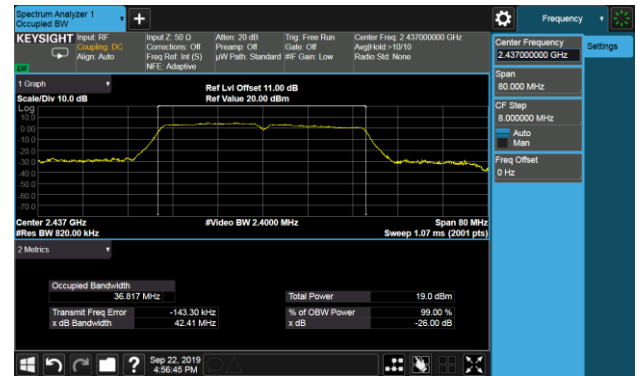 Spectrum Analyzer 1
Occupied BW
Frequency
KEYSIGHT
Input: RF
Coupling: DC
Align: Auto
Input Z: 50 Ω
Corrections: Off
Freq Ref: Int (S)
NFE: Adaptive
Atten: 20 dB
Preamp: Off
µW Path: Standard
Trig: Free Run
Gate: Off
#IF Gain: Low
Center Freq: 2.437000000 GHz
Avg|Hold:>10/10
Radio Std: None
Center Frequency
2.437000000 GHz
Settings
Span
80.000 MHz
CF Step
8.000000 MHz
Auto
Man
Freq Offset
0 Hz
1 Graph
Scale/Div 10.0 dB
Ref Lvl Offset 11.00 dB
Ref Value 20.00 dBm
Log
10.0
0.00
-10.0
-20.0
-30.0
-40.0
-50.0
-60.0
-70.0
Center 2.437 GHz
#Video BW 2.4000 MHz
Span 80 MHz
#Res BW 820.00 kHz
Sweep 1.07 ms (2001 pts)
2 Metrics
Occupied Bandwidth
36.817 MHz
Total Power 19.0 dBm
Transmit Freq Error -143.30 kHz
% of OBW Power 99.00 %
x dB Bandwidth 42.41 MHz
x dB -26.00 dB
?
Sep 22, 2019
4:56:45 PM